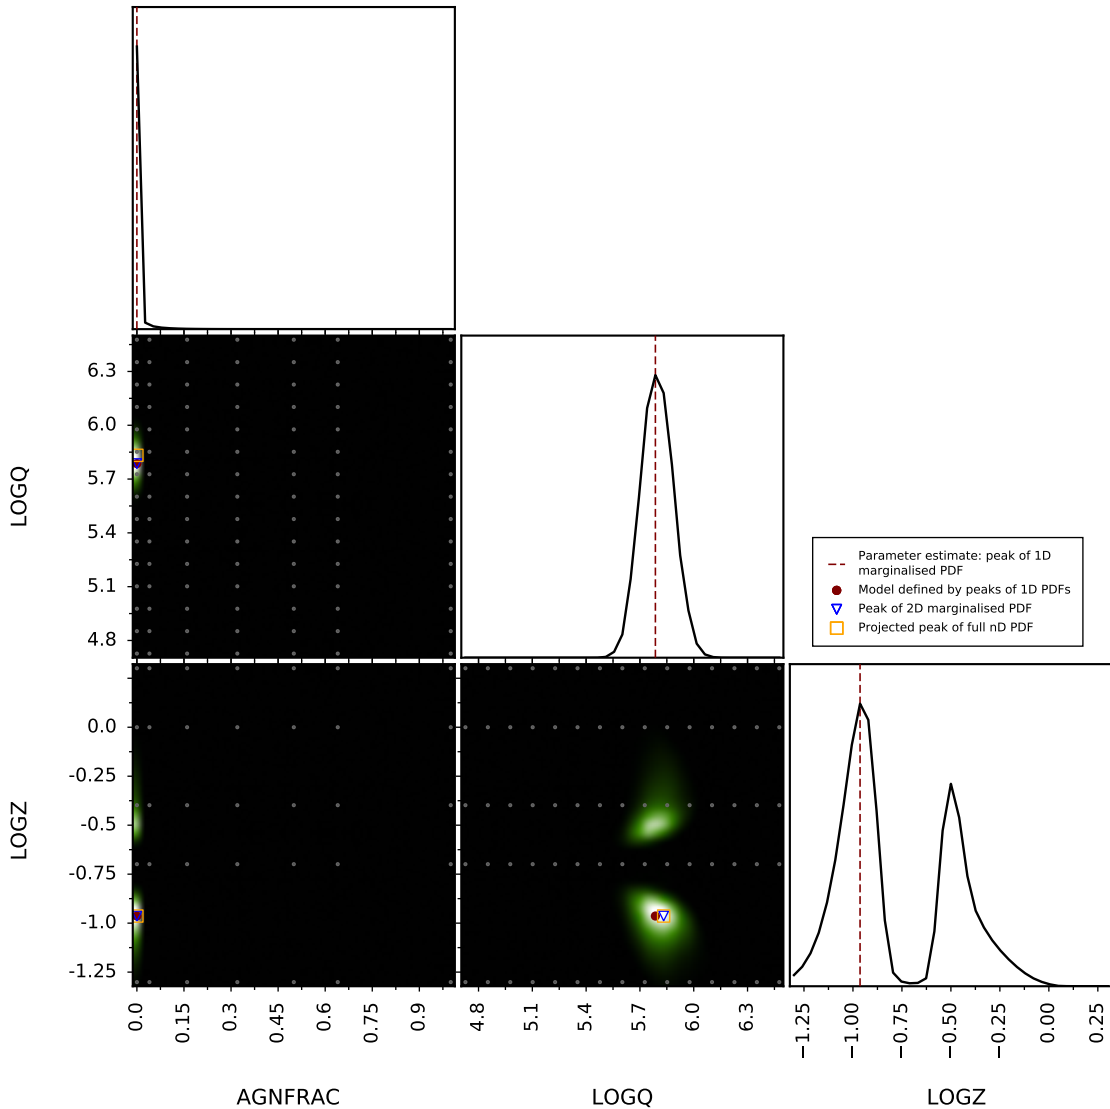 6.3
6.0
5.7
5.4
5.1
4.8
LOGQ
Parameter estimate: peak of 1D
marginalised PDF
Model defined by peaks of 1D PDFs
Peak of 2D marginalised PDF
Projected peak of full nD PDF
0.0
-0.25
-0.5
-0.75
-1.0
-1.25
LOGZ
0.0 0.15 0.3 0.45 0.6 0.75 0.9
4.8 5.1 5.4 5.7 6.0 6.3
−1.25 −1.00 −0.75 −0.50 −0.25 0.00 0.25
AGNFRAC LOGQ LOGZ